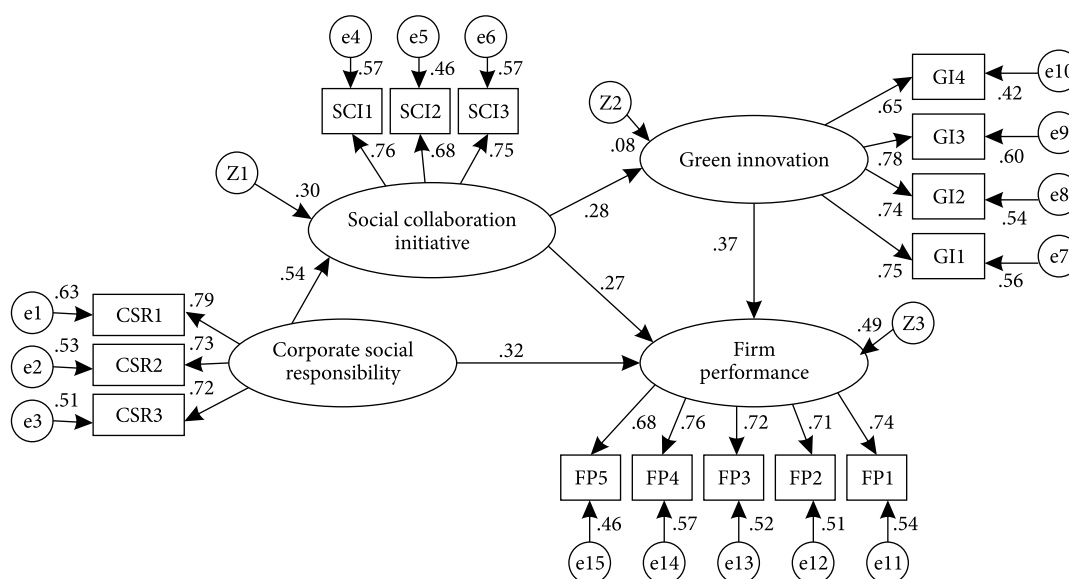 e4
e5
e6
.57
.46
.57
SCI1
SCI2
SCI3
.76
.68
.75
Z1
.30
Social collaboration
initiative
Z2
.08
Green innovation
.28
.65
GI4
.42
e10
.78
GI3
.60
e9
.74
GI2
.54
e8
.75
GI1
.56
e7
.54
.27
.37
e1
.63
CSR1
.79
e2
.53
CSR2
.73
e3
.51
CSR3
.72
Corporate social
responsibility
.32
Firm
performance
.49
Z3
.68
.76
.72
.71
.74
FP5
FP4
FP3
FP2
FP1
.46
.57
.52
.51
.54
e15
e14
e13
e12
e11